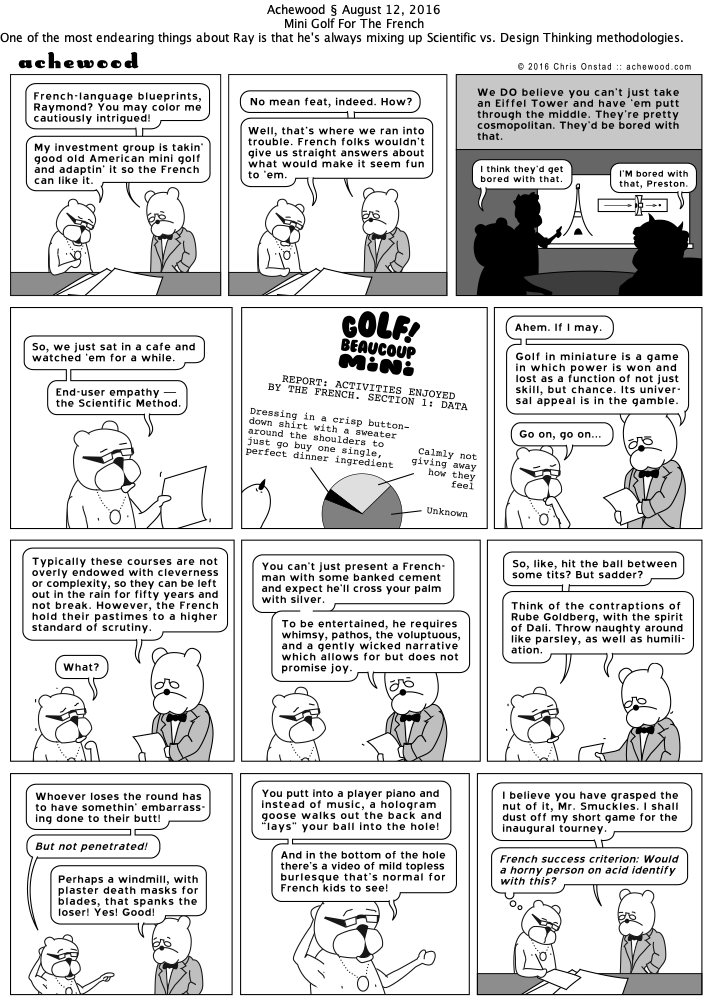 Achewood § August 12, 2016
Mini Golf For The French
One of the most endearing things about Ray is that he's always mixing up Scientific vs. Design Thinking methodologies.
achewood
© 2016 Chris Onstad :: achewood.com
French-language blueprints,
Raymond? You may color me
cautiously intrigued!
My investment group is takin'
good old American mini golf
and adaptin' it so the French
can like it.
No mean feat, indeed. How?
Well, that's where we ran into
trouble. French folks wouldn't
give us straight answers about
what would make it seem fun
to 'em.
We DO believe you can't just take
an Eiffel Tower and have 'em putt
through the middle. They're pretty
cosmopolitan. They'd be bored with
that.
I think they'd get
bored with that.
I'M bored with
that, Preston.
So, we just sat in a cafe and
watched 'em for a while.
End-user empathy —
the Scientific Method.
GOLF!
BEAUCOUP
MiNi
REPORT: ACTIVITIES ENJOYED
BY THE FRENCH. SECTION 1: DATA
Dressing in a crisp button-
down shirt with a sweater
around the shoulders to
just go buy one single,
perfect dinner ingredient
Calmly not
giving away
how they
feel
Unknown
Ahem. If I may.
Golf in miniature is a game
in which power is won and
lost as a function of not just
skill, but chance. Its univer-
sal appeal is in the gamble.
Go on, go on...
Typically these courses are not
overly endowed with cleverness
or complexity, so they can be left
out in the rain for fifty years and
not break. However, the French
hold their pastimes to a higher
standard of scrutiny.
What?
You can't just present a French-
man with some banked cement
and expect he'll cross your palm
with silver.
To be entertained, he requires
whimsy, pathos, the voluptuous,
and a gently wicked narrative
which allows for but does not
promise joy.
So, like, hit the ball between
some tits? But sadder?
Think of the contraptions of
Rube Goldberg, with the spirit
of Dali. Throw naughty around
like parsley, as well as humili-
ation.
Whoever loses the round has
to have somethin' embarrass-
ing done to their butt!
But not penetrated!
Perhaps a windmill, with
plaster death masks for
blades, that spanks the
loser! Yes! Good!
You putt into a player piano and
instead of music, a hologram
goose walks out the back and
"lays" your ball into the hole!
And in the bottom of the hole
there's a video of mild topless
burlesque that's normal for
French kids to see!
I believe you have grasped the
nut of it, Mr. Smuckles. I shall
dust off my short game for the
inaugural tourney.
French success criterion: Would
a horny person on acid identify
with this?